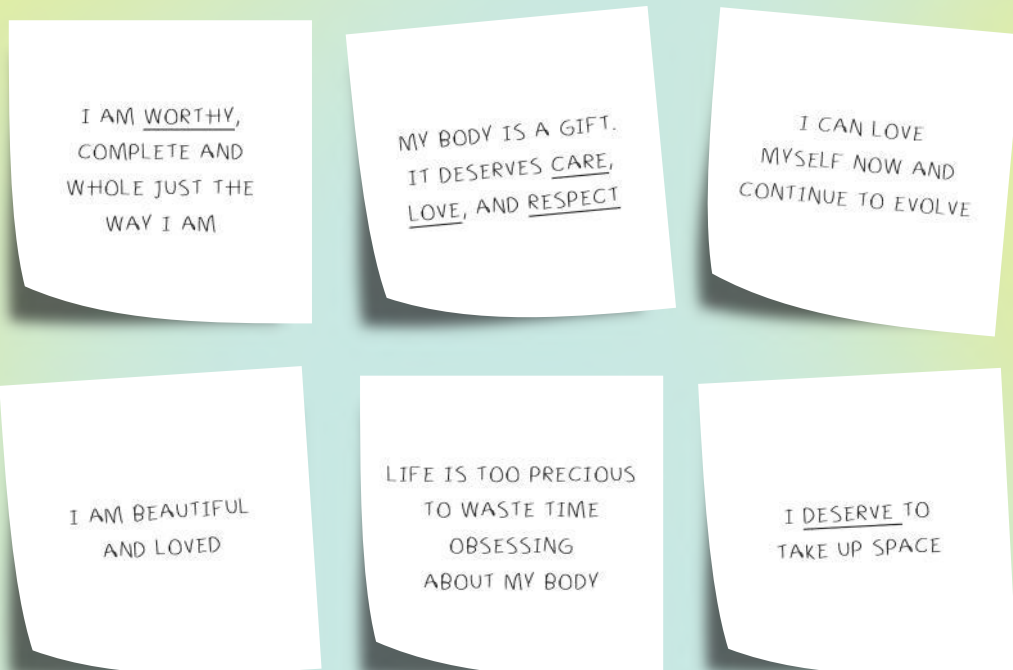 I AM WORTHY,
COMPLETE AND
WHOLE JUST THE
WAY I AM
MY BODY IS A GIFT.
IT DESERVES CARE,
LOVE, AND RESPECT
I CAN LOVE
MYSELF NOW AND
CONTINUE TO EVOLVE
I AM BEAUTIFUL
AND LOVED
LIFE IS TOO PRECIOUS
TO WASTE TIME
OBSESSING
ABOUT MY BODY
I DESERVE TO
TAKE UP SPACE